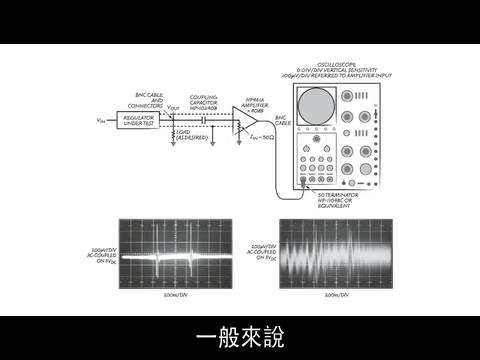 OSCILLOSCOPE
0.01V/DIV VERTICAL SENSITIVITY
100µV/DIV REFERRED TO AMPLIFIER INPUT
BNC CABLE
AND
CONNECTORS
VOUT
COUPLING
CAPACITOR
HP-10240B
HP461A
AMPLIFIER
×40dB
BNC
CABLE
VIN
REGULATOR
UNDER TEST
LOAD
(AS DESIRED)
ZIN = 50Ω
50 TERMINATOR
HP-11048C OR
EQUIVALENT
200µV/DIV
AC-COUPLED
ON 3VDC
200ns/DIV
200µV/DIV
AC-COUPLED
ON 5VDC
200ns/DIV
一般來說